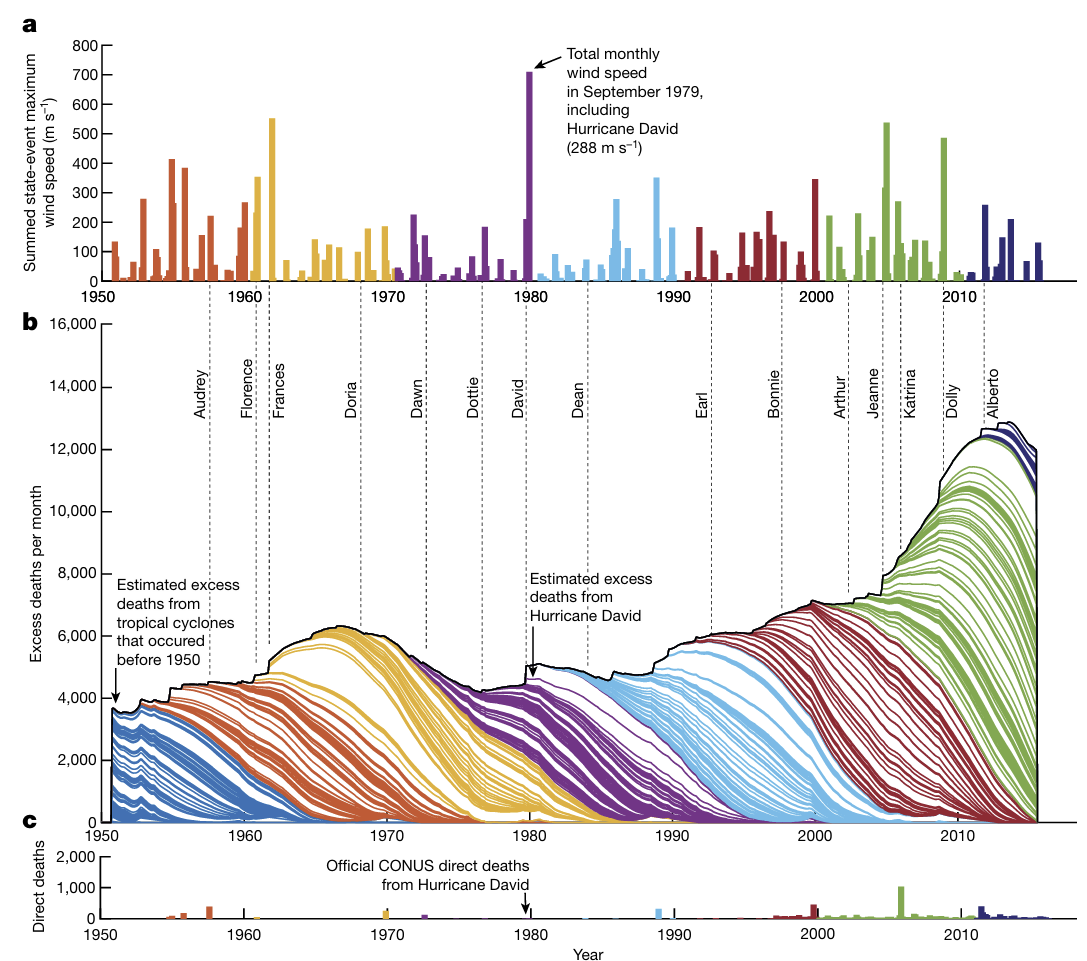 a
Summed state-event maximum
wind speed (m s–1)
800
700
600
500
400
300
200
100
0
Total monthly
wind speed
in September 1979,
including
Hurricane David
(288 m s–1)
1950
1960
1970
1980
1990
2000
2010
b
Excess deaths per month
16,000
14,000
12,000
10,000
8,000
6,000
4,000
2,000
0
Audrey
Florence
Frances
Doria
Dawn
Dottie
David
Dean
Earl
Bonnie
Arthur
Jeanne
Katrina
Dolly
Alberto
Estimated excess
deaths from
tropical cyclones
that occured
before 1950
Estimated excess
deaths from
Hurricane David
1950
1960
1970
1980
1990
2000
2010
c
Direct deaths
2,000
1,000
0
Official CONUS direct deaths
from Hurricane David
1950
1960
1970
1980
1990
2000
2010
Year